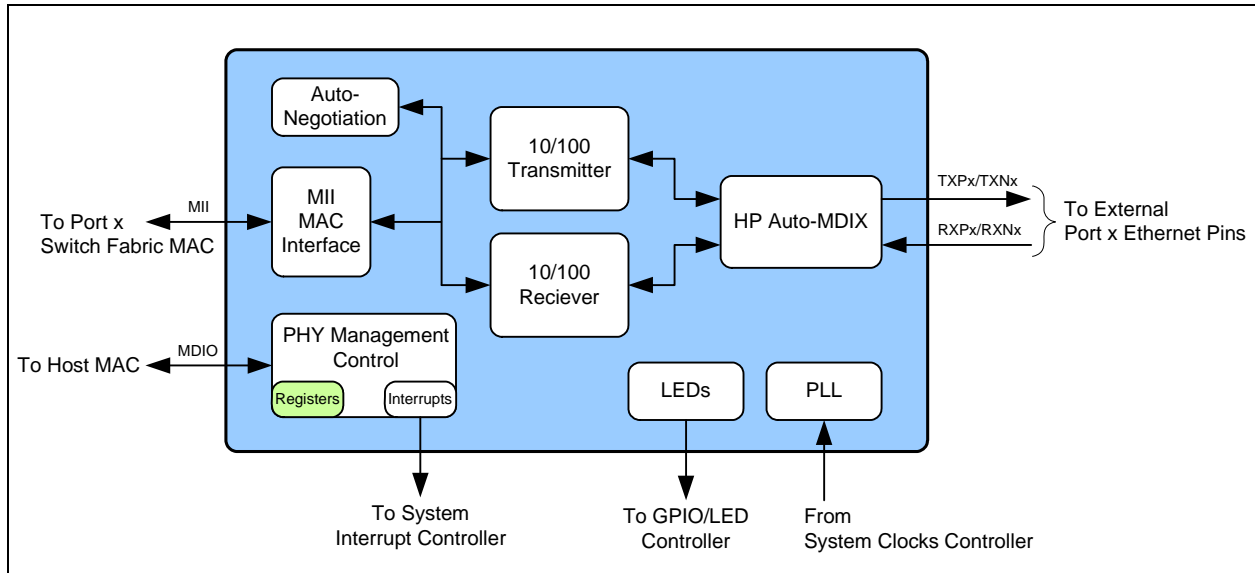 Auto-
Negotiation
10/100
Transmitter
MII
MAC
Interface
MII
To Port x
Switch Fabric MAC
HP Auto-MDIX
TXPx/TXNx
RXPx/RXNx
To External
Port x Ethernet Pins
10/100
Reciever
PHY Management
Control
MDIO
To Host MAC
Registers
Interrupts
LEDs
PLL
To System
Interrupt Controller
To GPIO/LED
Controller
From
System Clocks Controller